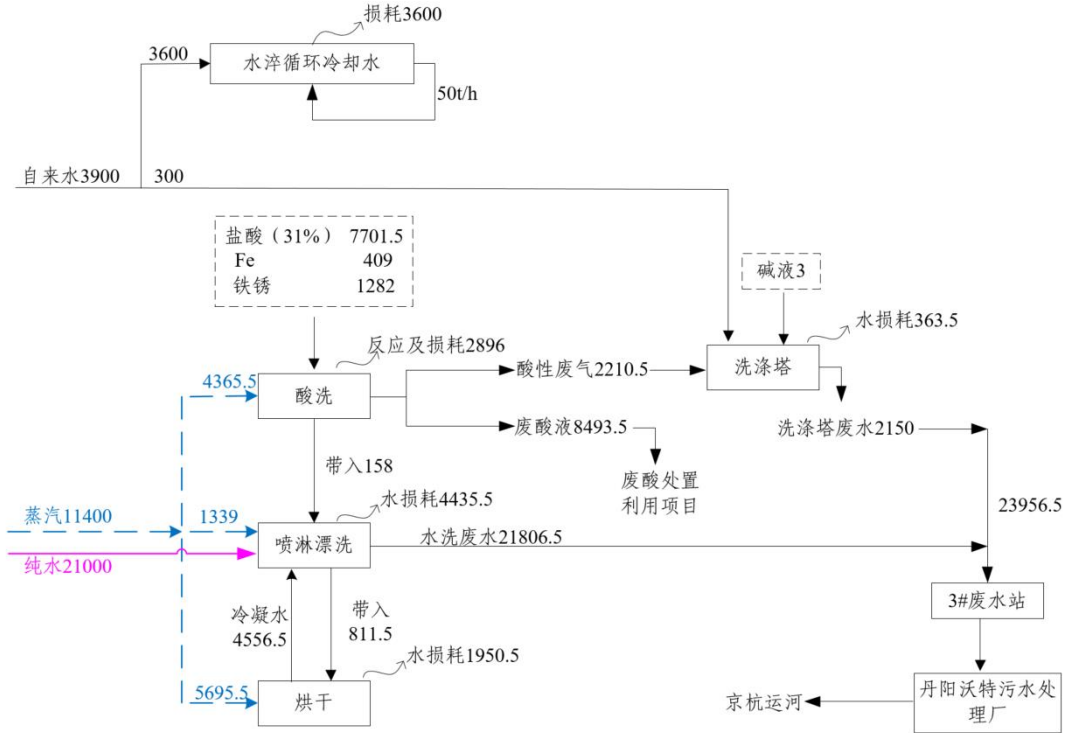 损耗3600
3600
水淬循环冷却水
50t/h
自来水3900
300
盐酸（31%） 7701.5
Fe 409
铁锈 1282
碱液3
水损耗363.5
反应及损耗2896
洗涤塔
4365.5
酸洗
酸性废气2210.5
废酸液8493.5
洗涤塔废水2150
带入158
废酸处置
利用项目
水损耗4435.5
23956.5
蒸汽11400
1339
喷淋漂洗
水洗废水21806.5
纯水21000
冷凝水
4556.5
带入
811.5
3#废水站
水损耗1950.5
5695.5
烘干
京杭运河
丹阳沃特污水处
理厂